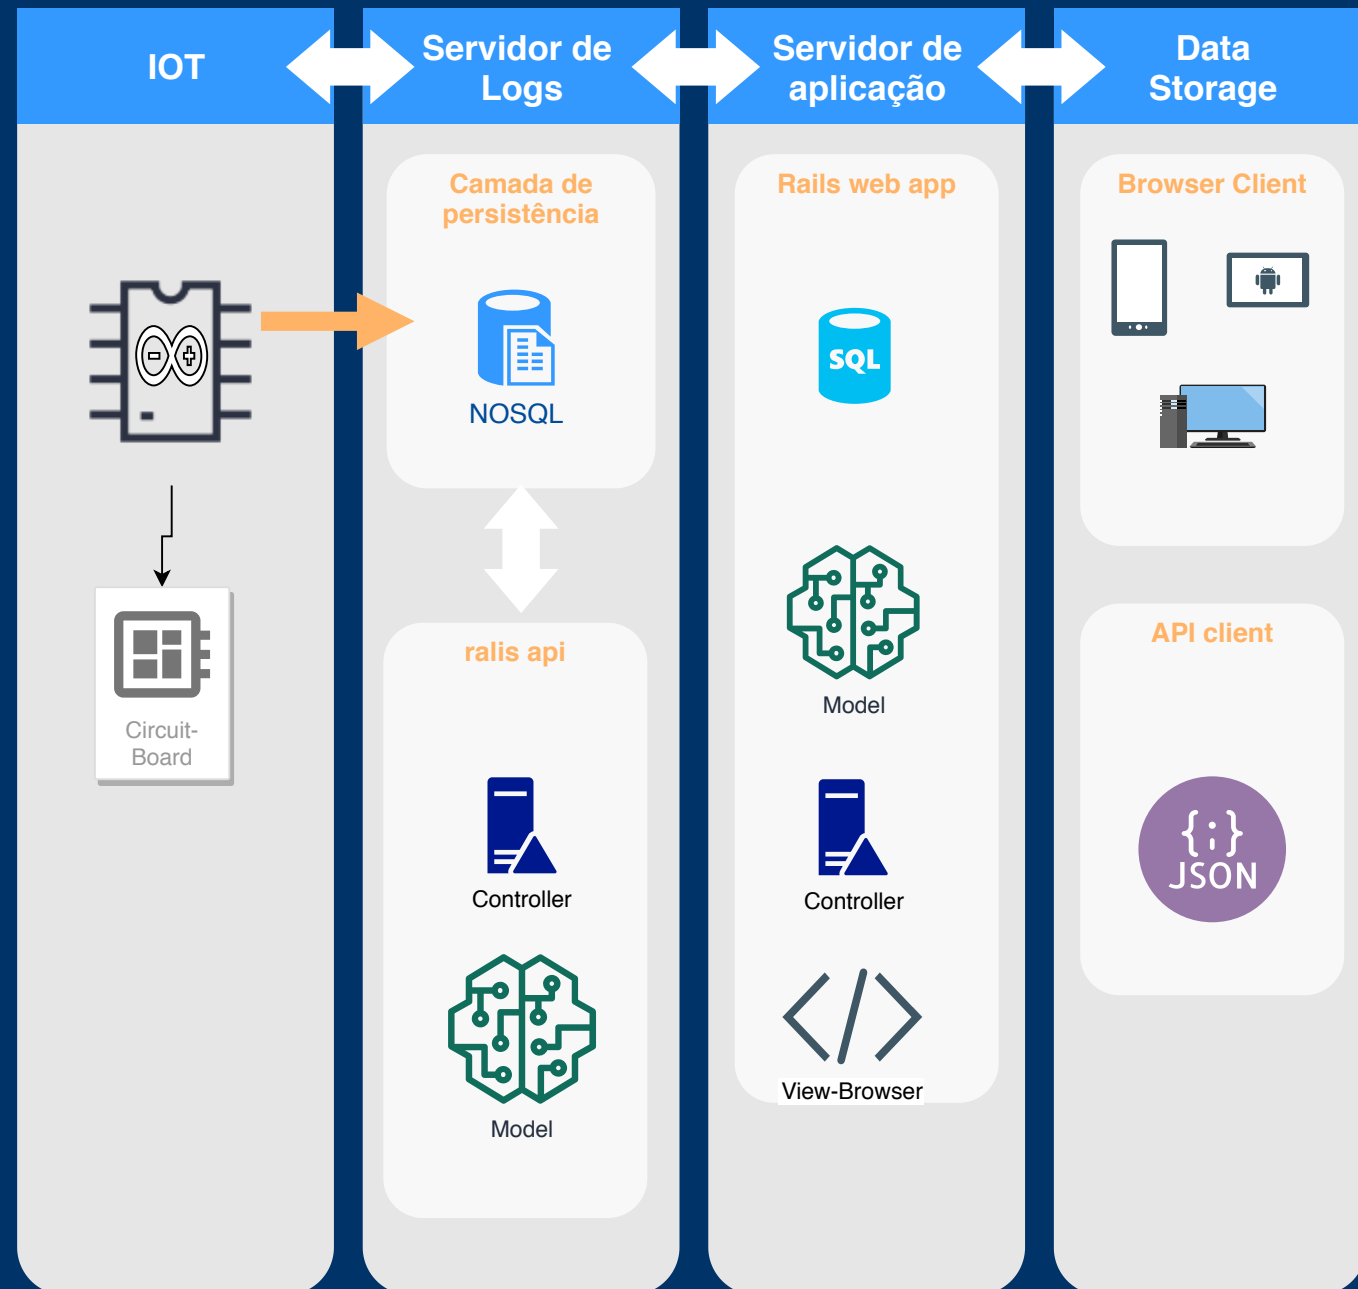 IOT
Servidor de
Logs
Servidor de
aplicação
Data
Storage
Camada de
persistência
NOSQL
ralis api
Controller
Model
Circuit-
Board
Rails web app
SQL
Model
Controller
View-Browser
Browser Client
API client
{;}
JSON